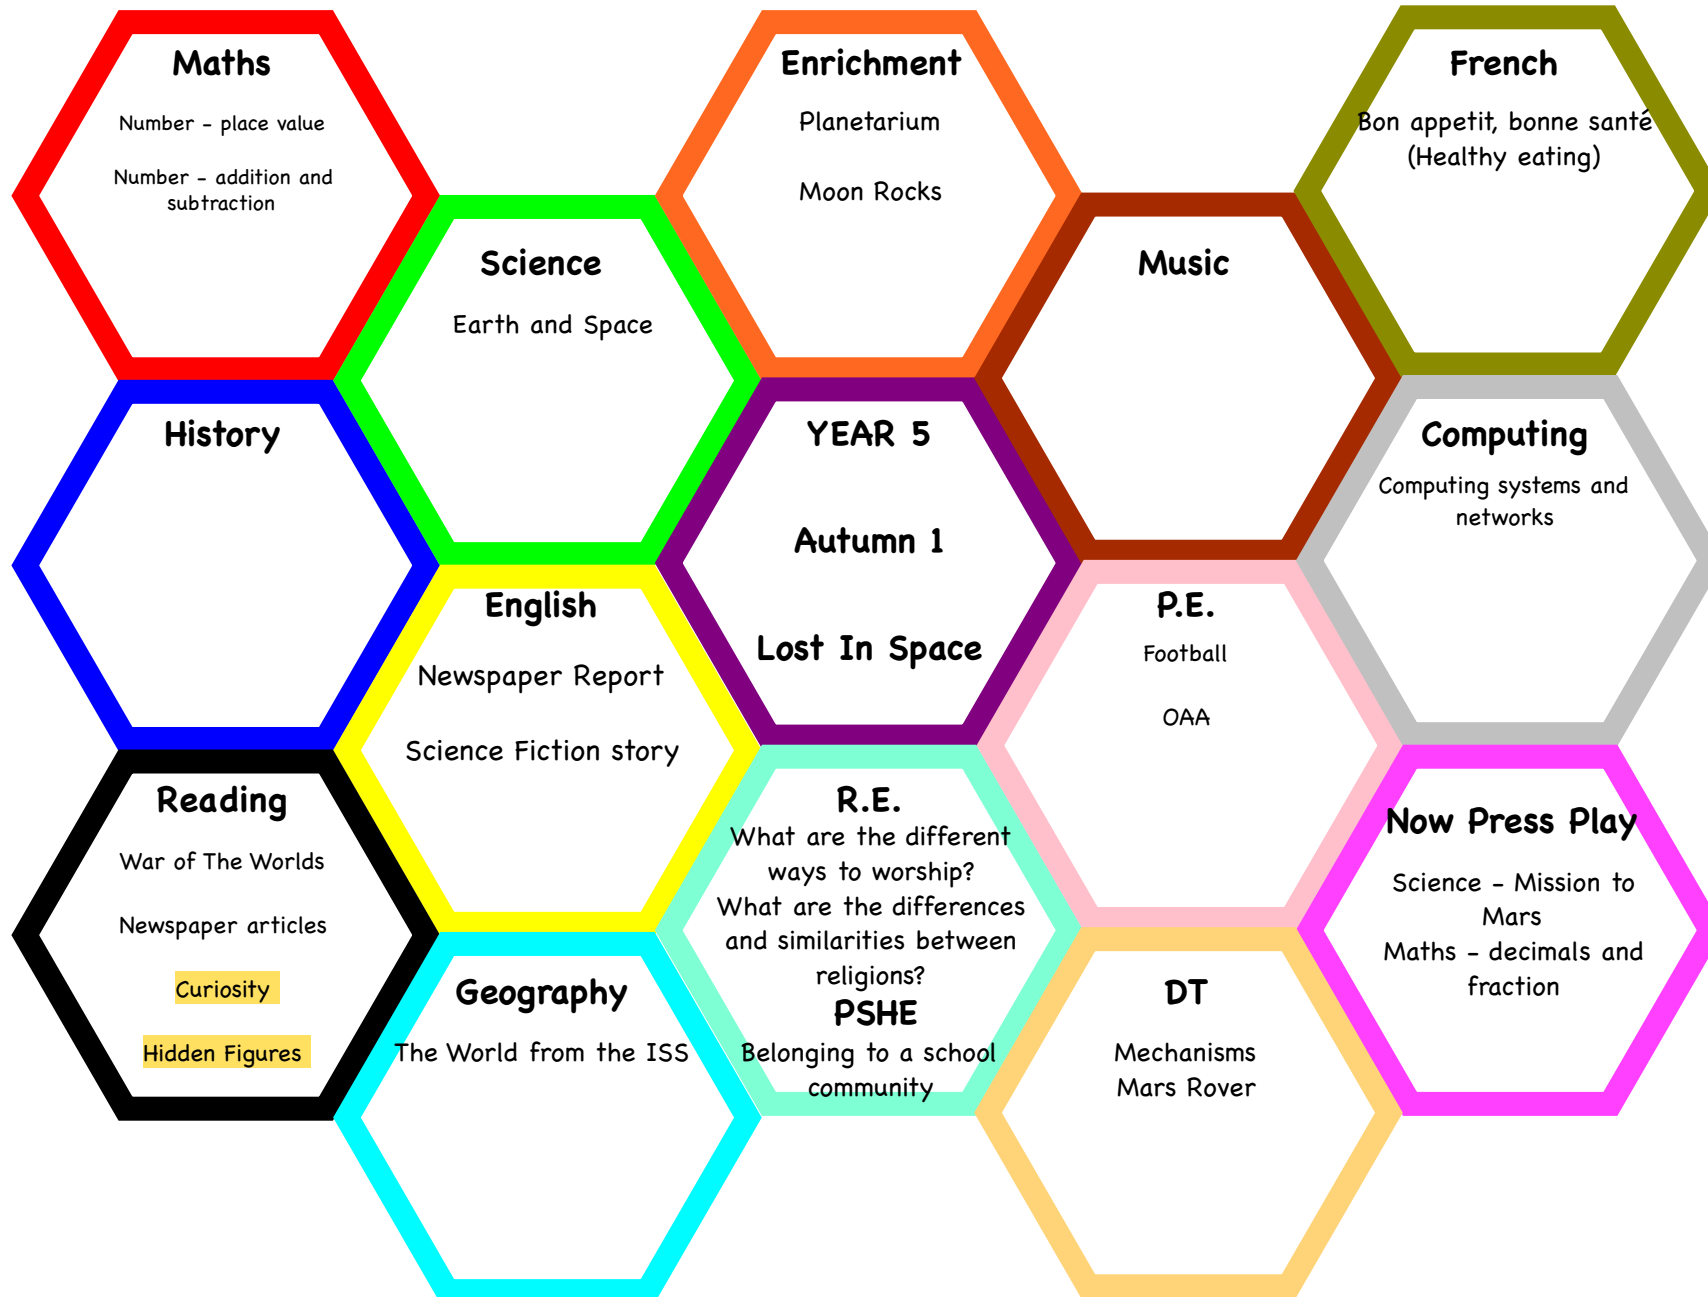 Maths
Number - place value
Number - addition and
subtraction
Enrichment
Planetarium
Moon Rocks
French
Bon appetit, bonne santé
(Healthy eating)
Science
Earth and Space
Music
History
YEAR 5
Autumn 1
Lost In Space
Computing
Computing systems and
networks
English
Newspaper Report
Science Fiction story
P.E.
Football
OAA
Reading
War of The Worlds
Newspaper articles
Curiosity
Hidden Figures
R.E.
What are the different
ways to worship?
What are the differences
and similarities between
religions?
PSHE
Belonging to a school
community
Now Press Play
Science - Mission to
Mars
Maths - decimals and
fraction
Geography
The World from the ISS
DT
Mechanisms
Mars Rover